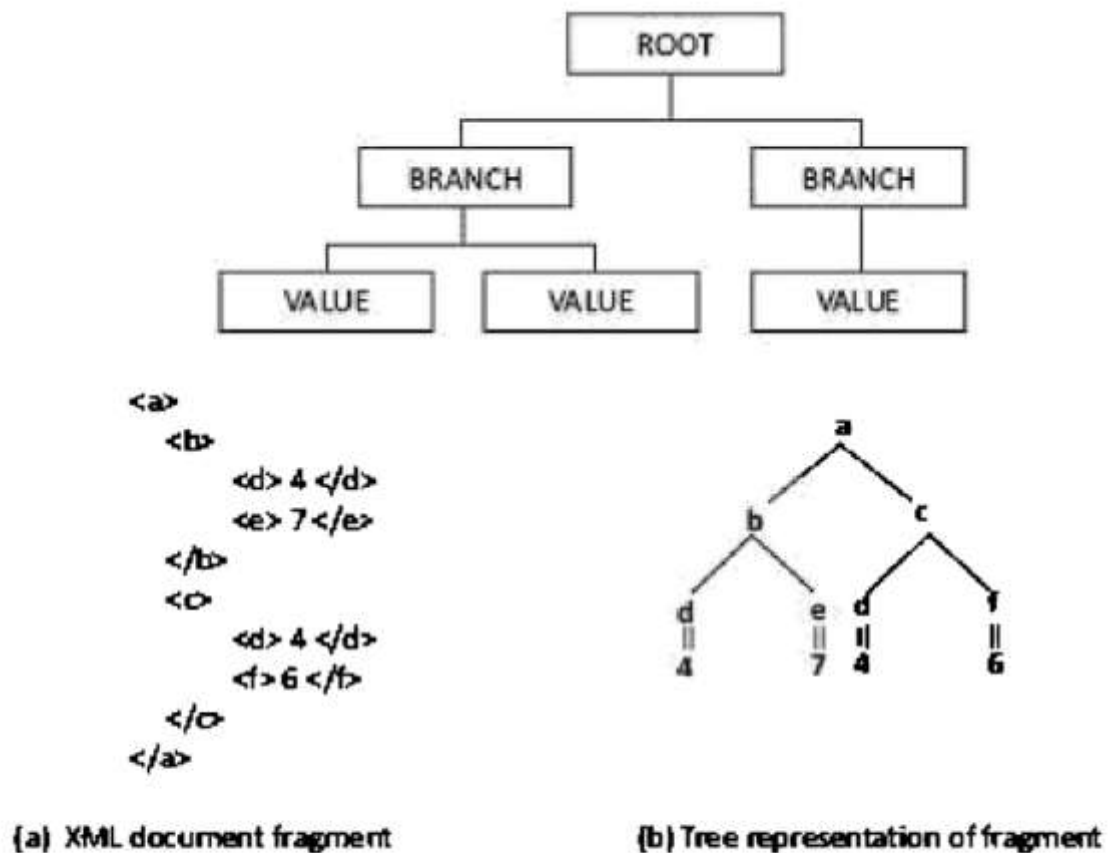 ROOT
BRANCH BRANCH
VALUE VALUE VALUE
<a>
<b>
<d> 4 </d>
<e> 7 </e>
</b>
<c>
<d> 4 </d>
<f> 6 </f>
</c>
</a>
a
b c
d e d f
4 7 4 6
(a) XML document fragment
(b) Tree representation of fragment